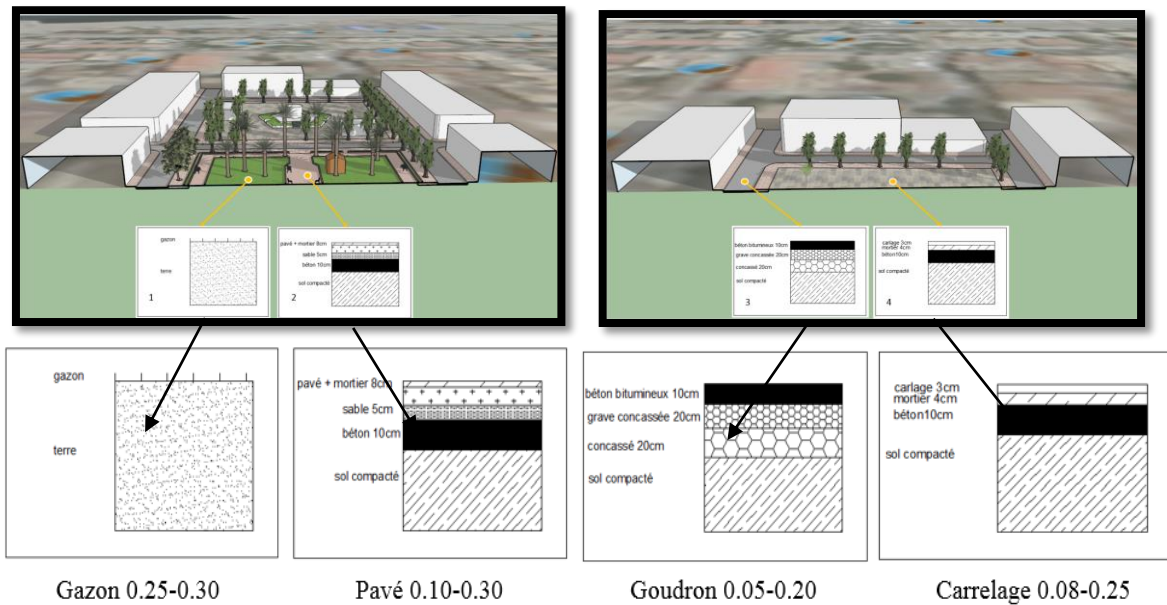 gazon
terre
1
pavé + mortier 8cm
sable 5cm
béton 10cm
sol compacté
2
béton bitumineux 10cm
grave concassée 20cm
concassé 20cm
sol compacté
3
carlage 3cm
mortier 4cm
béton10cm
sol compacté
4
gazon
terre
pavé + mortier 8cm
sable 5cm
béton 10cm
sol compacté
béton bitumineux 10cm
grave concassée 20cm
concassé 20cm
sol compacté
carlage 3cm
mortier 4cm
béton10cm
sol compacté
Gazon 0.25-0.30
Pavé 0.10-0.30
Goudron 0.05-0.20
Carrelage 0.08-0.25